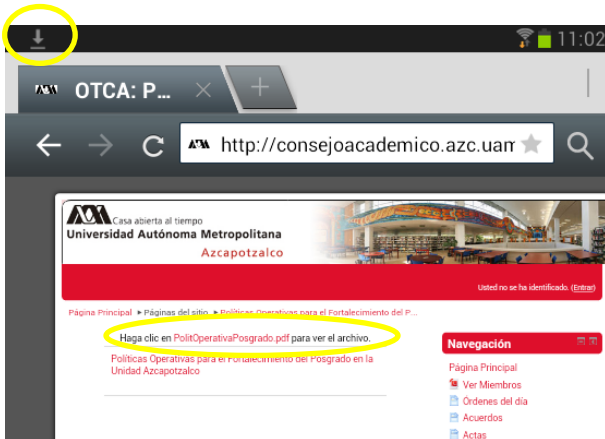 11:02
OTCA: P...
http://consejoacademico.azc.uam
Casa abierta al tiempo
Universidad Autónoma Metropolitana
Azcapotzalco
Usted no se ha identificado. (Entrar)
Página Principal ▸ Páginas del sitio ▸ Políticas Operativas para el Fortalecimiento del P...
Haga clic en PolitOperativaPosgrado.pdf para ver el archivo.
Políticas Operativas para el Fortalecimiento del Posgrado en la
Unidad Azcapotzalco
Navegación
Página Principal
Ver Miembros
Ordenes del día
Acuerdos
Actas